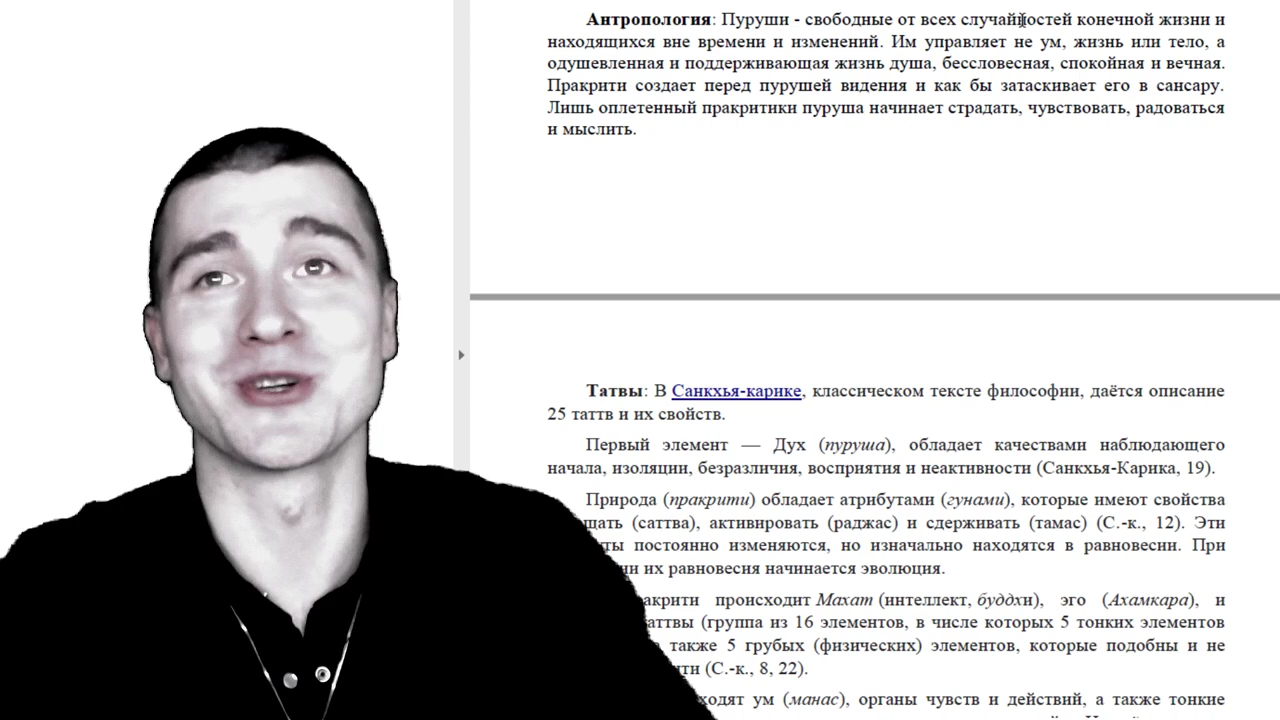 Антропология: Пуруши - свободные от всех случайностей конечной жизни и
находящихся вне времени и изменений. Им управляет не ум, жизнь или тело, а
одушевленная и поддерживающая жизнь душа, бессловесная, спокойная и вечная.
Пракрити создает перед пурушей видения и как бы затаскивает его в сансару.
Лишь оплетенный пракритики пуруша начинает страдать, чувствовать, радоваться
и мыслить.
Татвы: В Санкхья-карике, классическом тексте философии, даётся описание
25 таттв и их свойств.
Первый элемент — Дух (пуруша), обладает качествами наблюдающего
начала, изоляции, безразличия, восприятия и неактивности (Санкхья-Карика, 19).
Природа (пракрити) обладает атрибутами (гунами), которые имеют свойства
(саттва), активировать (раджас) и сдерживать (тамас) (С.-к., 12). Эти
постоянно изменяются, но изначально находятся в равновесии. При
их равновесия начинается эволюция.
происходит Махат (интеллект, буддхи), эго (Ахамкара), и
(группа из 16 элементов, в числе которых 5 тонких элементов
также 5 грубых (физических) элементов, которые подобны и не
(С.-к., 8, 22).
ум (манас), органы чувств и действий, а также тонкие